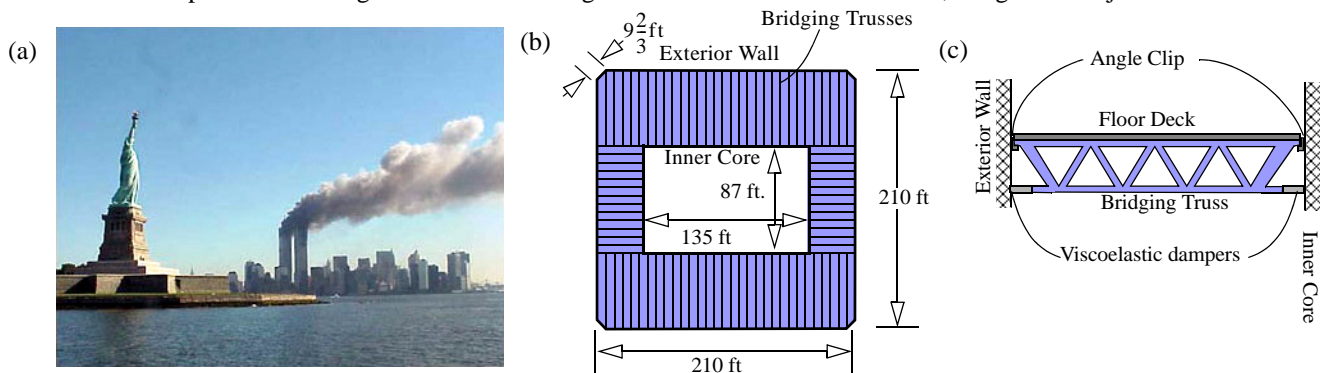 (a)
(b)
9 2/3 ft
Exterior Wall
Bridging Trusses
Inner Core
87 ft.
135 ft
210 ft
210 ft
(c)
Angle Clip
Exterior Wall
Floor Deck
Bridging Truss
Viscoelastic dampers
Inner Core